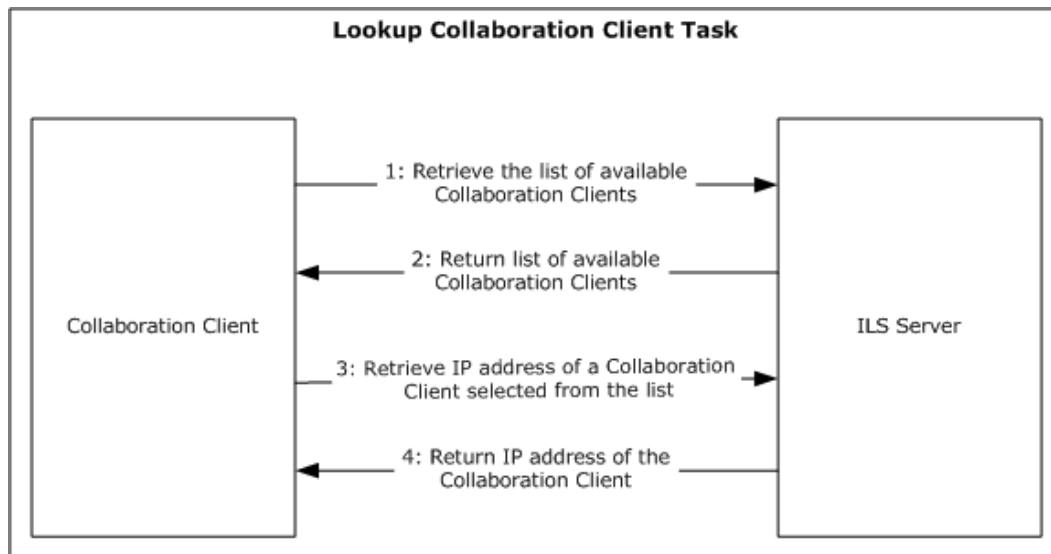 Lookup Collaboration Client Task
1: Retrieve the list of available
Collaboration Clients
2: Return list of available
Collaboration Clients
Collaboration Client
ILS Server
3: Retrieve IP address of a Collaboration
Client selected from the list
4: Return IP address of the
Collaboration Client